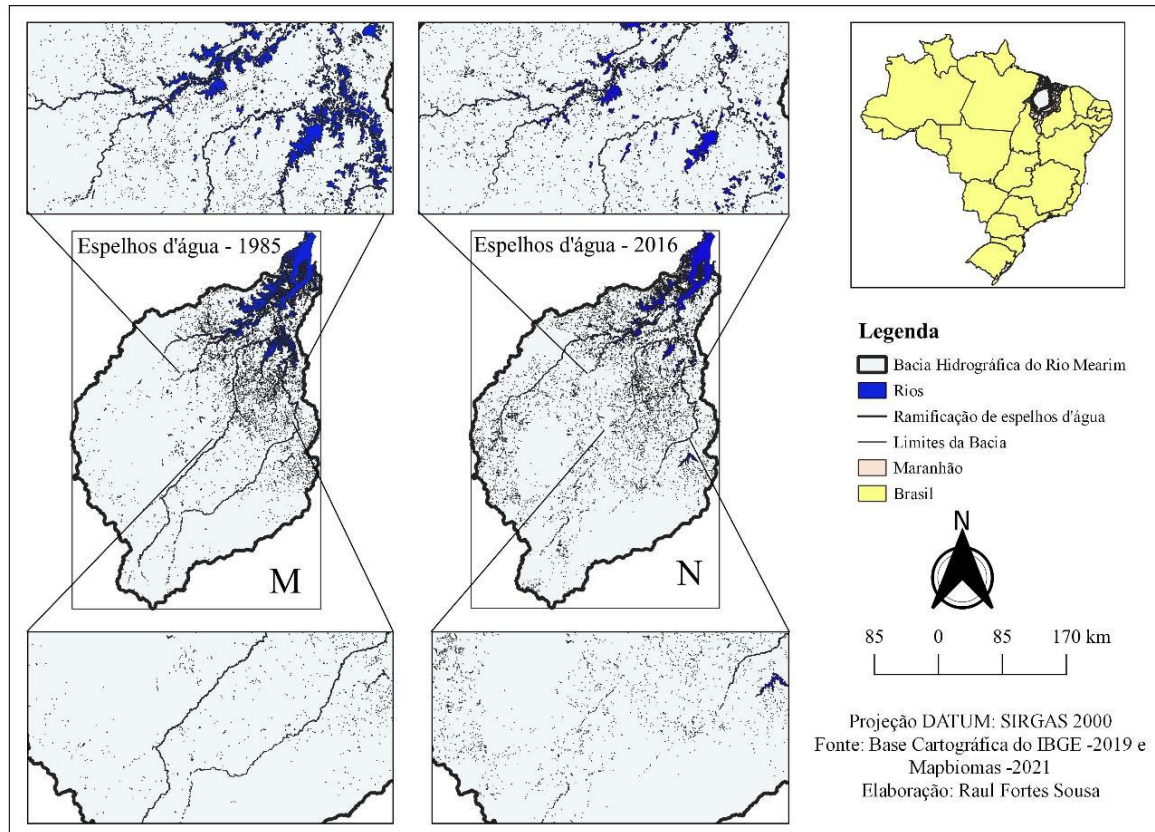 Espelhos d'água - 1985
M
Espelhos d'água - 2016
N
Legenda
Bacia Hidrográfica do Rio Mearim
Rios
Ramificação de espelhos d'água
Limites da Bacia
Maranhão
Brasil
N
85 0 85 170 km
Projeção DATUM: SIRGAS 2000
Fonte: Base Cartográfica do IBGE -2019 e
Mapbiomas -2021
Elaboração: Raul Fortes Sousa